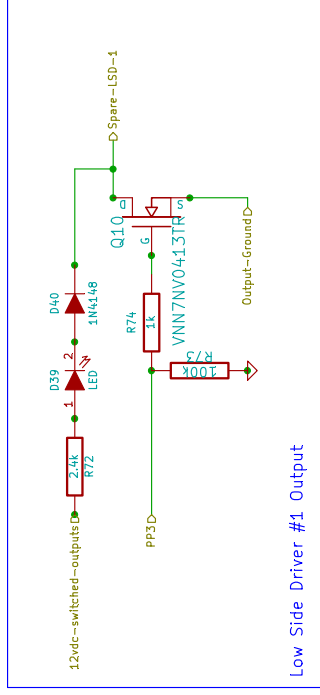 Spare-LSD-1
D
S
Q10
G
VNN7NV0413TR
Output-Ground
D40
1N4148
R74
1k
R73
100k
2
D39
LED
1
2.4k
R72
12vdc-switched-outputs
PP3
Low Side Driver #1 Output